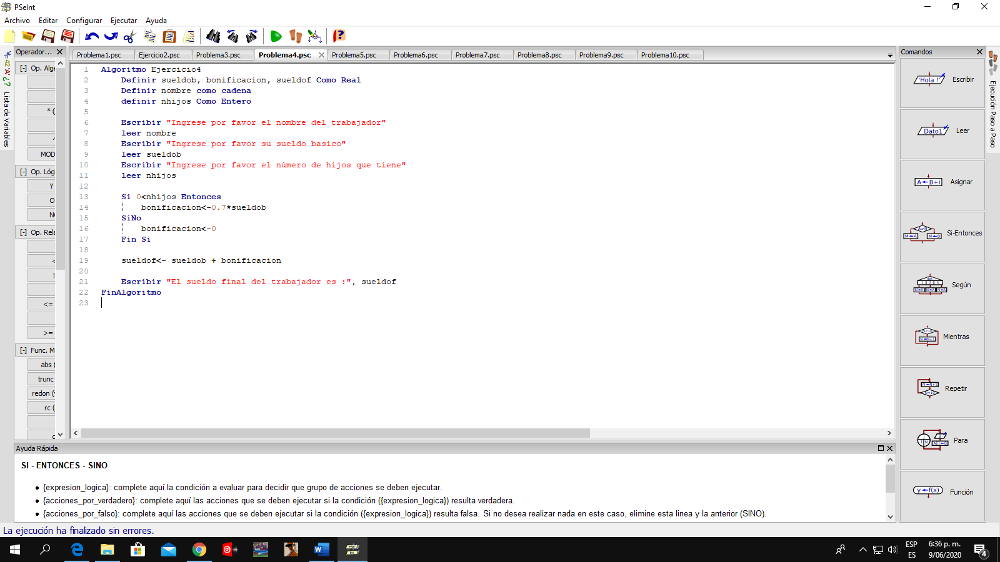 PSeInt
Archivo Editar Configurar Ejecutar Ayuda
Operador...
Problema1.psc Ejercicio2.psc Problema3.psc Problema4.psc Problema5.psc Problema6.psc Problema7.psc Problema8.psc Problema9.psc Problema10.psc
Comandos
Lista de Variables
[-] Op. Alge
* (
MOD
[-] Op. Lóg
Y
O
[-] Op. Rela
<=
>=
[-] Func. M
abs (
trunc
redon (
rc (
1 Algoritmo Ejercicio4
2 Definir sueldob, bonificacion, sueldof Como Real
3 Definir nombre como cadena
4 definir nhijos Como Entero
5
6 Escribir "Ingrese por favor el nombre del trabajador"
7 leer nombre
8 Escribir "Ingrese por favor su sueldo basico"
9 leer sueldob
10 Escribir "Ingrese por favor el número de hijos que tiene"
11 leer nhijos
12
13 Si 0<nhijos Entonces
14 bonificacion<-0.7*sueldob
15 SiNo
16 bonificacion<-0
17 Fin Si
18
19 sueldof<- sueldob + bonificacion
20
21 Escribir "El sueldo final del trabajador es :", sueldof
22 FinAlgoritmo
23
'Hola !' Escribir
Dato1 Leer
A←B+i Asignar
A>B M←A M←B Si-Entonces
Según
Mientras
Repetir
Para
y←f(x) Función
Ejecución Paso a Paso
Ayuda Rápida
SI - ENTONCES - SINO
• {expresion_logica}: complete aquí la condición a evaluar para decidir que grupo de acciones se deben ejecutar.
• {acciones_por_verdadero}: complete aquí las acciones que se deben ejecutar si la condición ({expresion_logica}) resulta verdadera.
• {acciones_por_falso}: complete aquí las acciones que se deben ejecutar si la condición ({expresion_logica}) resulta falsa. Si no desea realizar nada en este caso, elimine esta linea y la anterior (SINO).
La ejecución ha finalizado sin errores.
ESP
ES
6:36 p. m.
9/06/2020
4